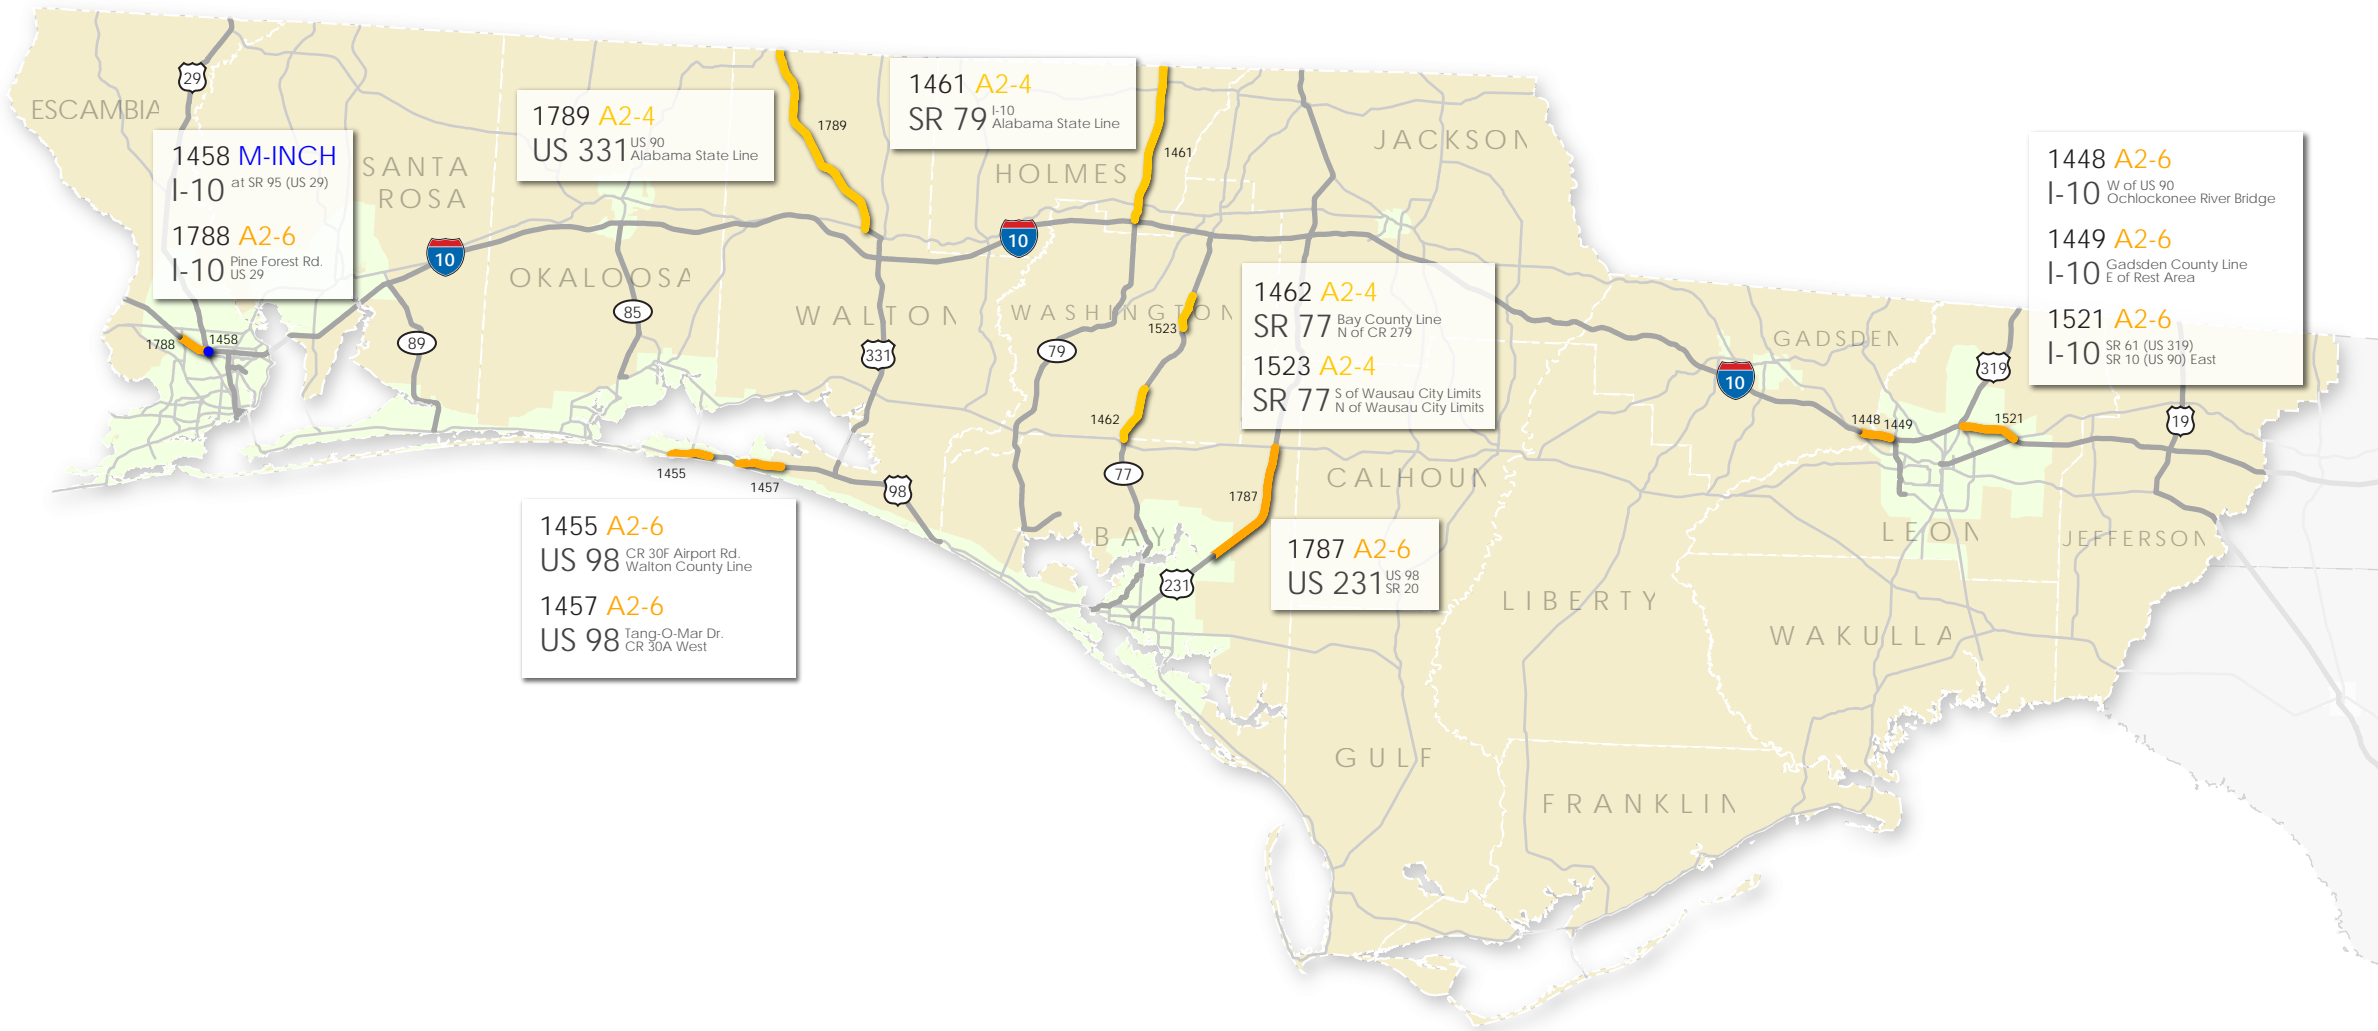 29
ESCAMBIA
1458 M-INCH
I-10 at SR 95 (US 29)
1788 A2-6
I-10 Pine Forest Rd.
US 29
SANTA
ROSA
1789 A2-4
US 331 US 90
Alabama State Line
1789
1461 A2-4
SR 79 I-10
Alabama State Line
1461
HOLMES
JACKSON
1448 A2-6
I-10 W of US 90
Ochlockonee River Bridge
1449 A2-6
I-10 Gadsden County Line
E of Rest Area
1521 A2-6
I-10 SR 61 (US 319)
SR 10 (US 90) East
10
10
OKALOOSA
85
WALTON
WASHINGTON
1462 A2-4
SR 77 Bay County Line
N of CR 279
1523 A2-4
SR 77 S of Wausau City Limits
N of Wausau City Limits
1523
1788
1458
89
331
79
GADSDEN
319
10
1462
1448
1449
1521
19
1455
1457
98
77
1787
CALHOUN
1455 A2-6
US 98 CR 30F Airport Rd.
Walton County Line
1457 A2-6
US 98 Tang-O-Mar Dr.
CR 30A West
BAY
1787 A2-6
US 231 US 98
SR 20
231
LEON
JEFFERSON
LIBERTY
WAKULLA
GULF
FRANKLIN